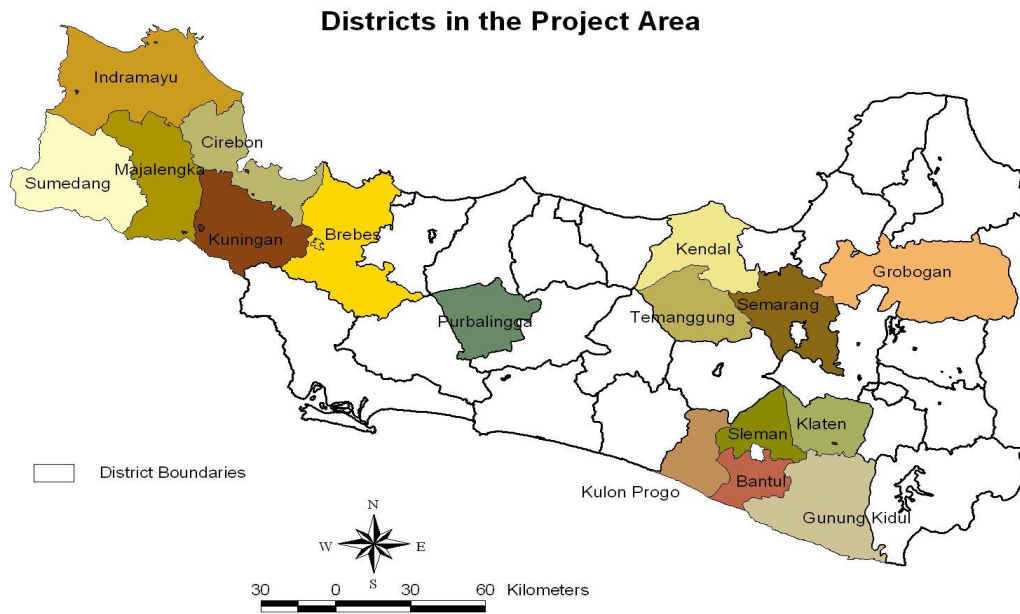 Districts in the Project Area
Indramayu
Cirebon
Majalengka
Sumedang
Kuningan
Brebes
Kendal
Grobogan
Purbalingga
Temanggung
Semarang
Sleman
Klaten
District Boundaries
Bantul
Kulon Progo
Gunung Kidul
N
W
E
S
30 0 30 60 Kilometers